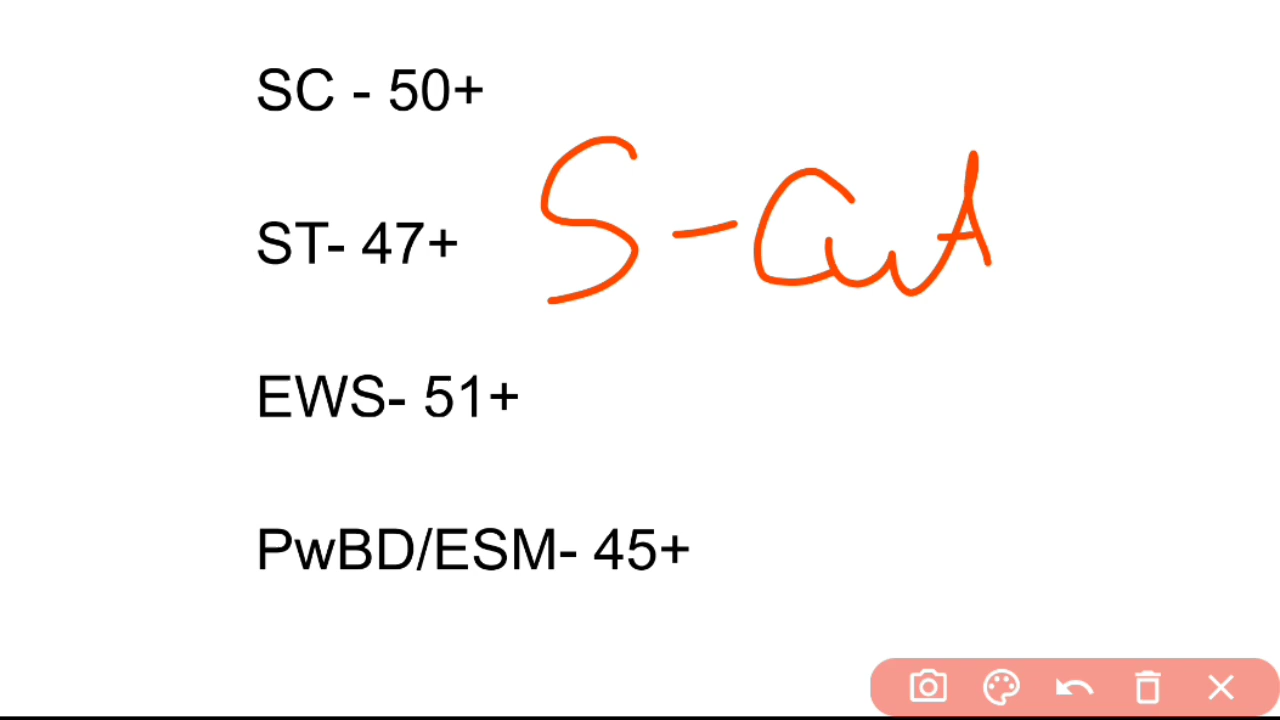 SC - 50+
ST- 47+
S-Cut
EWS- 51+
PwBD/ESM- 45+